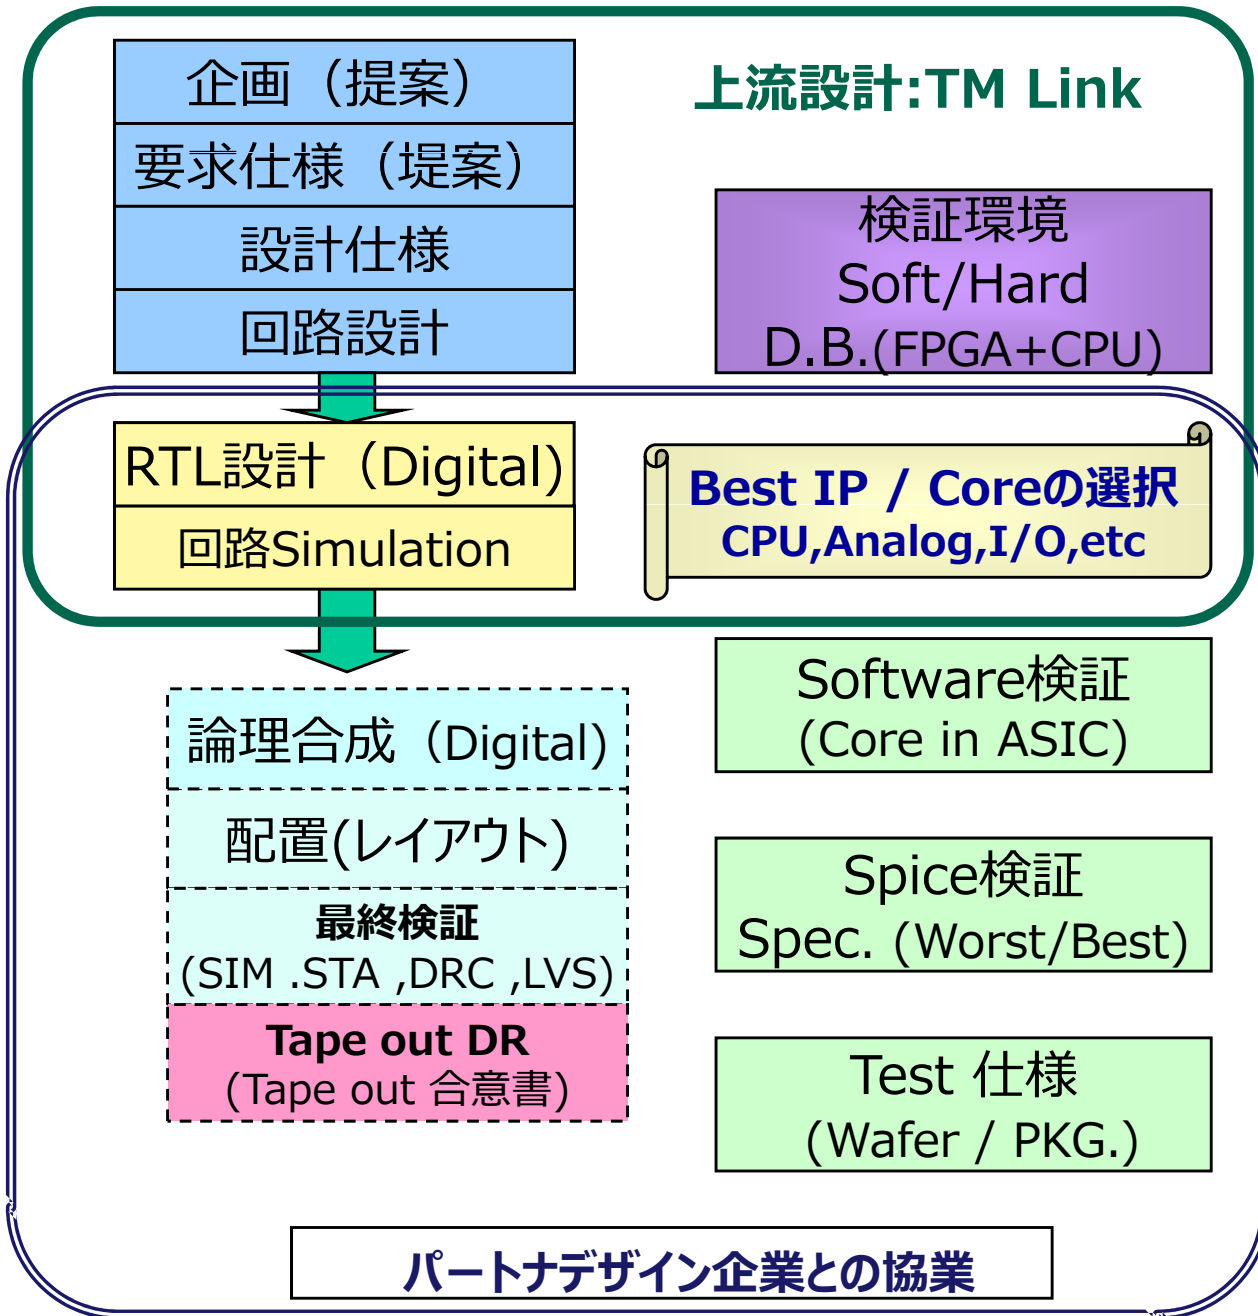 企画（提案）
要求仕様（堤案）
設計仕様
回路設計
上流設計:TM Link
検証環境
Soft/Hard
D.B.(FPGA+CPU)
RTL設計（Digital)
回路Simulation
Best IP / Coreの選択
CPU,Analog,I/O,etc
論理合成（Digital)
配置(レイアウト)
最終検証
(SIM .STA ,DRC ,LVS)
Tape out DR
(Tape out 合意書)
Software検証
(Core in ASIC)
Spice検証
Spec. (Worst/Best)
Test 仕様
(Wafer / PKG.)
パートナデザイン企業との協業